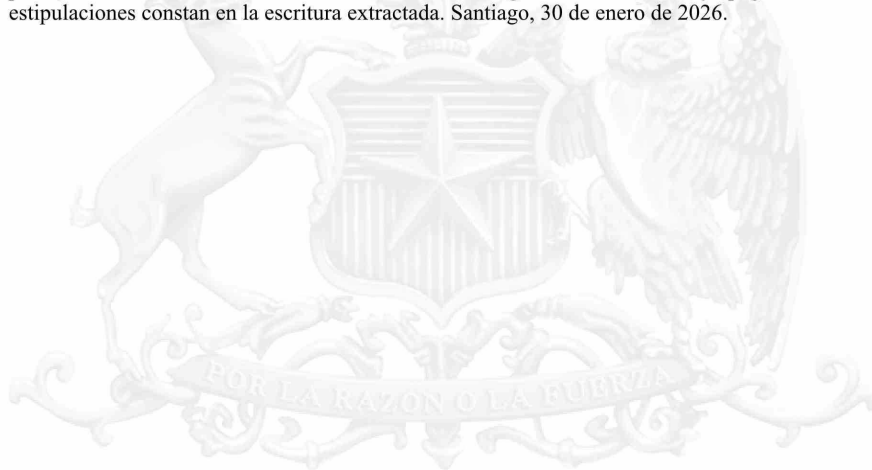 estipulaciones constan en la escritura extractada. Santiago, 30 de enero de 2026.
POR LA RAZON O LA FUERZA